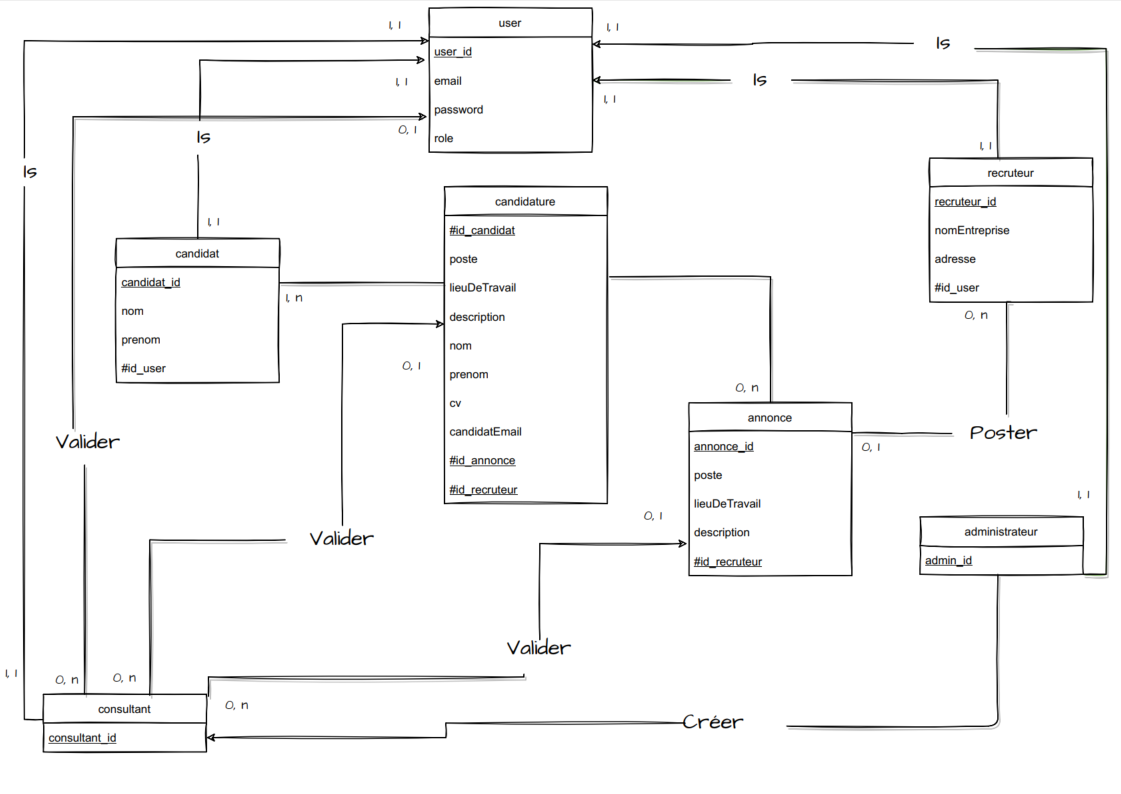 user
user_id
email
password
role
1, 1
1, 1
1, 1
1, 1
0, 1
Is
Is
Is
Is
candidat
candidat_id
nom
prenom
#id_user
1, 1
1, n
candidature
#id_candidat
poste
lieuDeTravail
description
nom
prenom
cv
candidatEmail
#id_annonce
#id_recruteur
0, 1
recruteur
recruteur_id
nomEntreprise
adresse
#id_user
1, 1
0, n
annonce
annonce_id
poste
lieuDeTravail
description
#id_recruteur
0, n
0, 1
0, 1
Poster
administrateur
admin_id
1, 1
Valider
Valider
Valider
Créer
consultant
consultant_id
1, 1
0, n
0, n
0, n